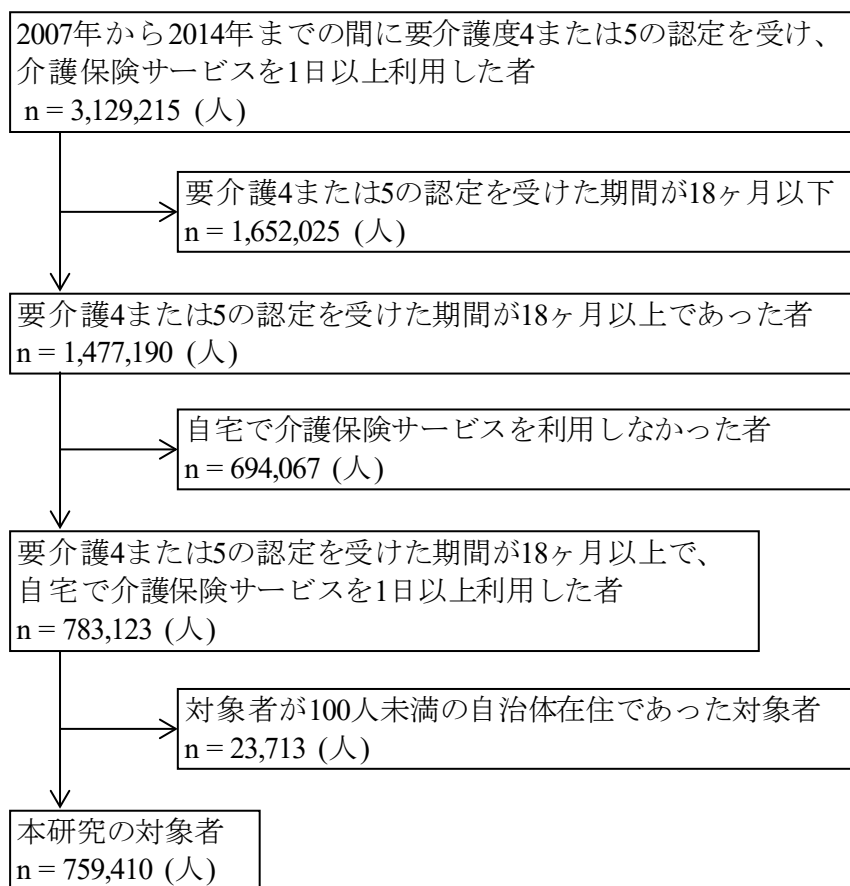 2007年から2014年までの間に要介護度4または5の認定を受け、
介護保険サービスを1日以上利用した者
n = 3,129,215 (人)
要介護4または5の認定を受けた期間が18ヶ月以下
n = 1,652,025 (人)
要介護4または5の認定を受けた期間が18ヶ月以上であった者
n = 1,477,190 (人)
自宅で介護保険サービスを利用しなかった者
n = 694,067 (人)
要介護4または5の認定を受けた期間が18ヶ月以上で、
自宅で介護保険サービスを1日以上利用した者
n = 783,123 (人)
対象者が100人未満の自治体在住であった対象者
n = 23,713 (人)
本研究の対象者
n = 759,410 (人)